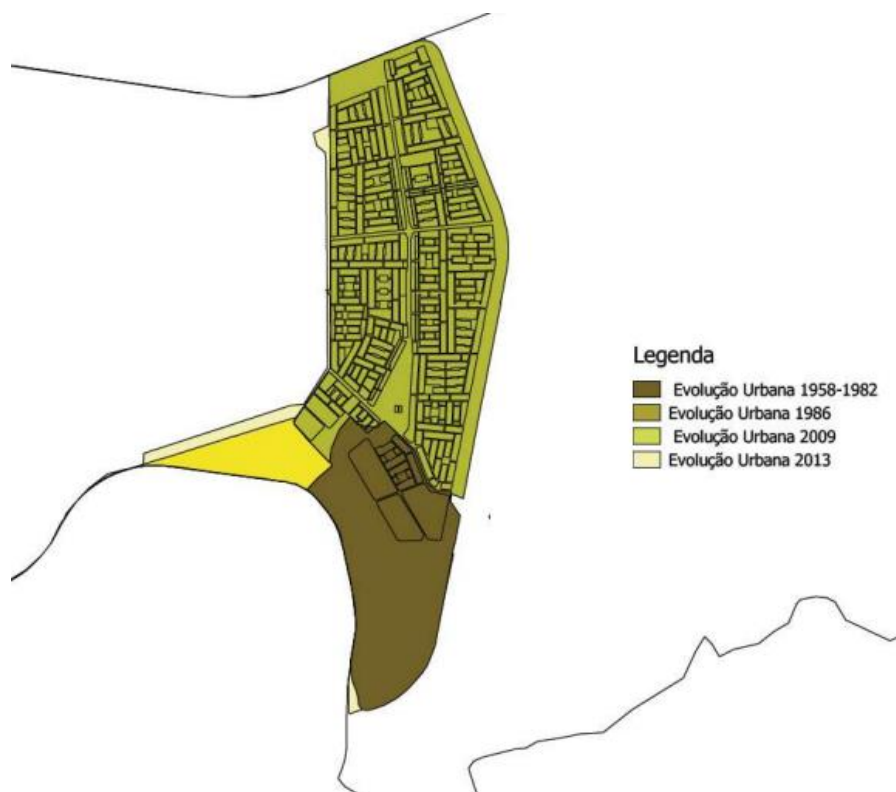 Legenda
Evolução Urbana 1958-1982
Evolução Urbana 1986
Evolução Urbana 2009
Evolução Urbana 2013